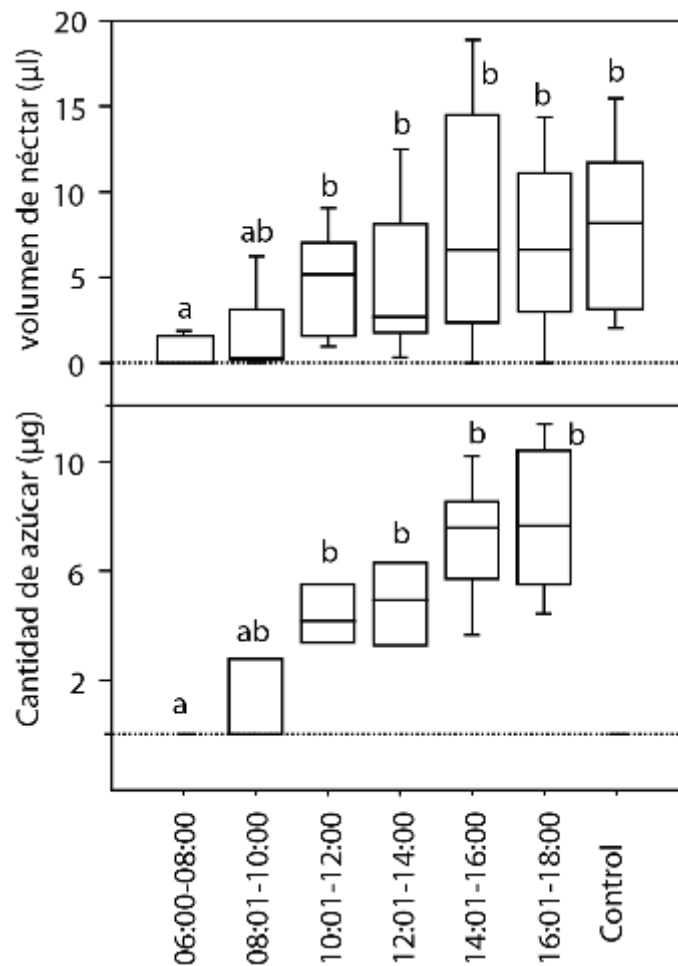 volumen de néctar (µl)
20
15
10
5
0
a
ab
b
b
b
b
b
Cantidad de azúcar (µg)
10
6
2
a
ab
b
b
b
b
06:00-08:00
08:01-10:00
10:01-12:00
12:01-14:00
14:01-16:00
16:01-18:00
Control